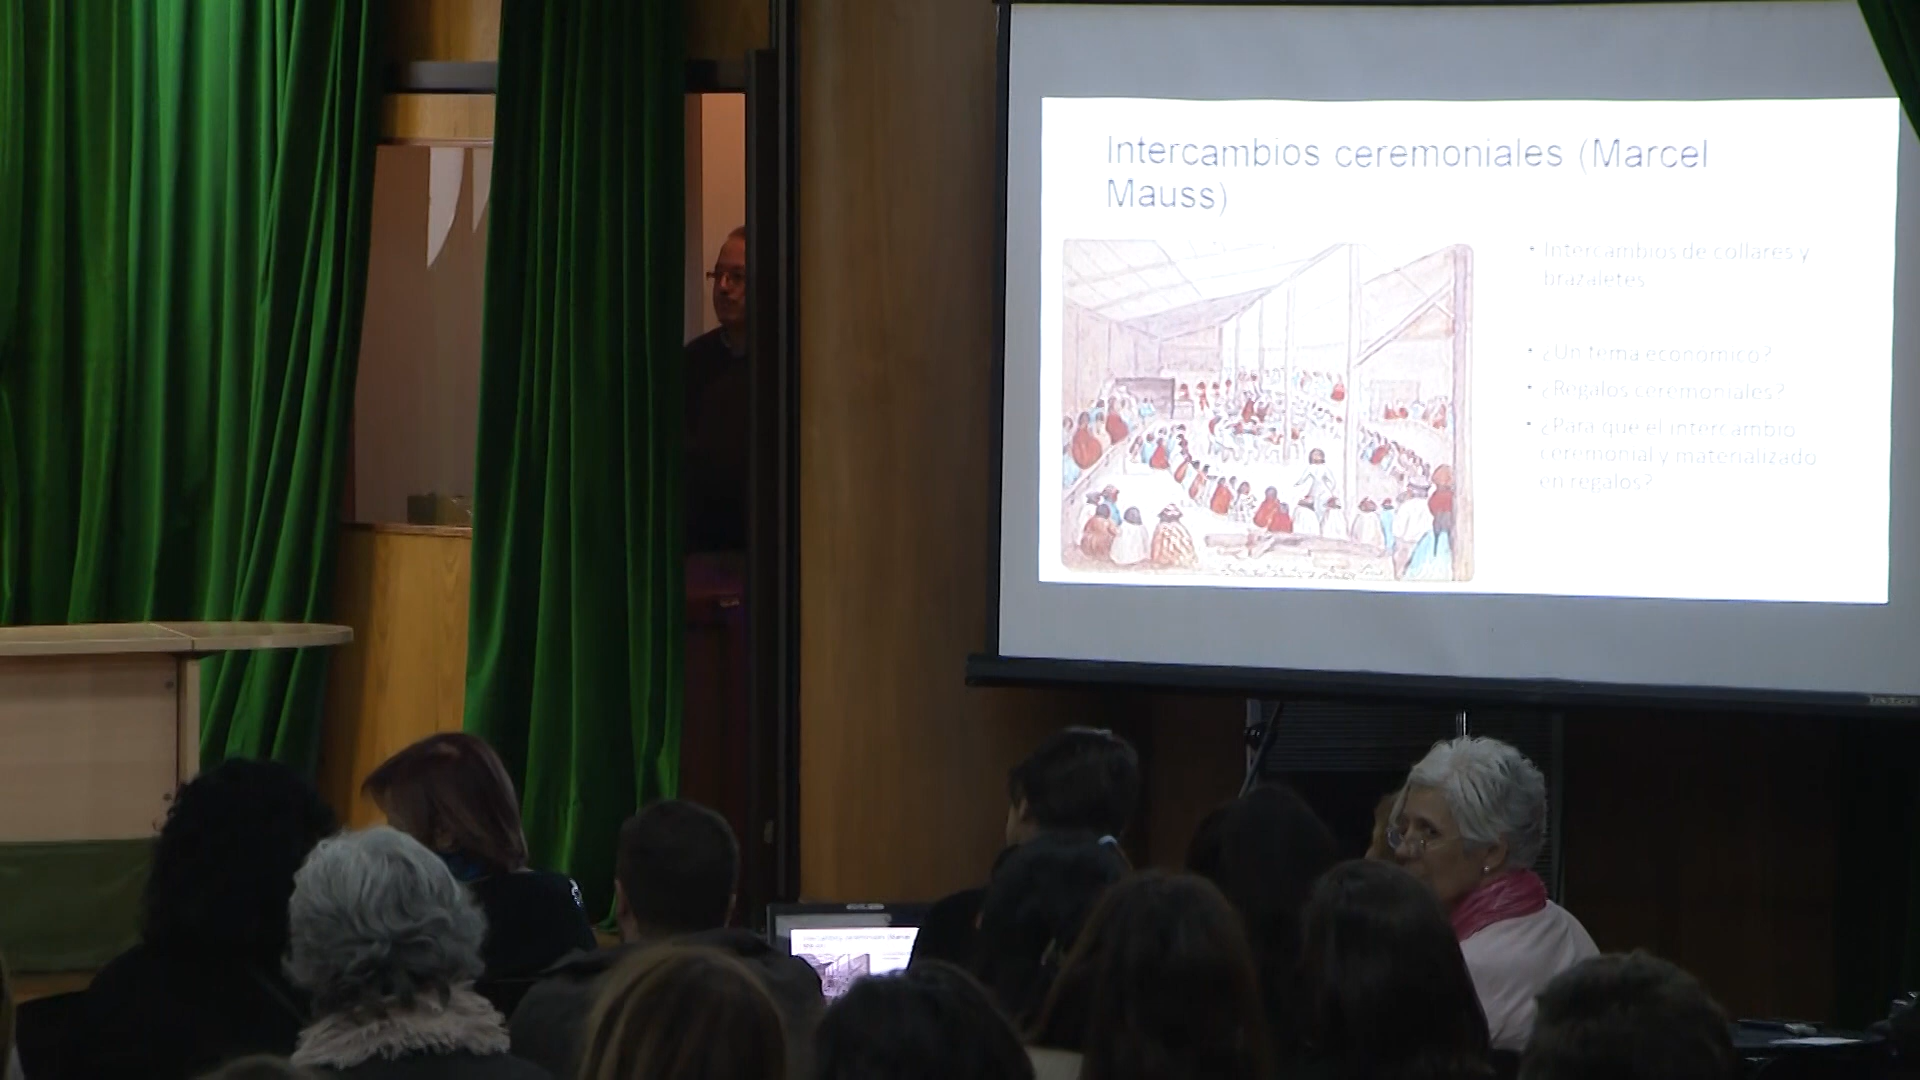 Intercambios ceremoniales (Marcel
Mauss)
• Intercambios de collares y
brazaletes
• ¿Un tema económico?
• ¿Regalos ceremoniales?
• ¿Para que el intercambio
ceremonial y materializado
en regalos?